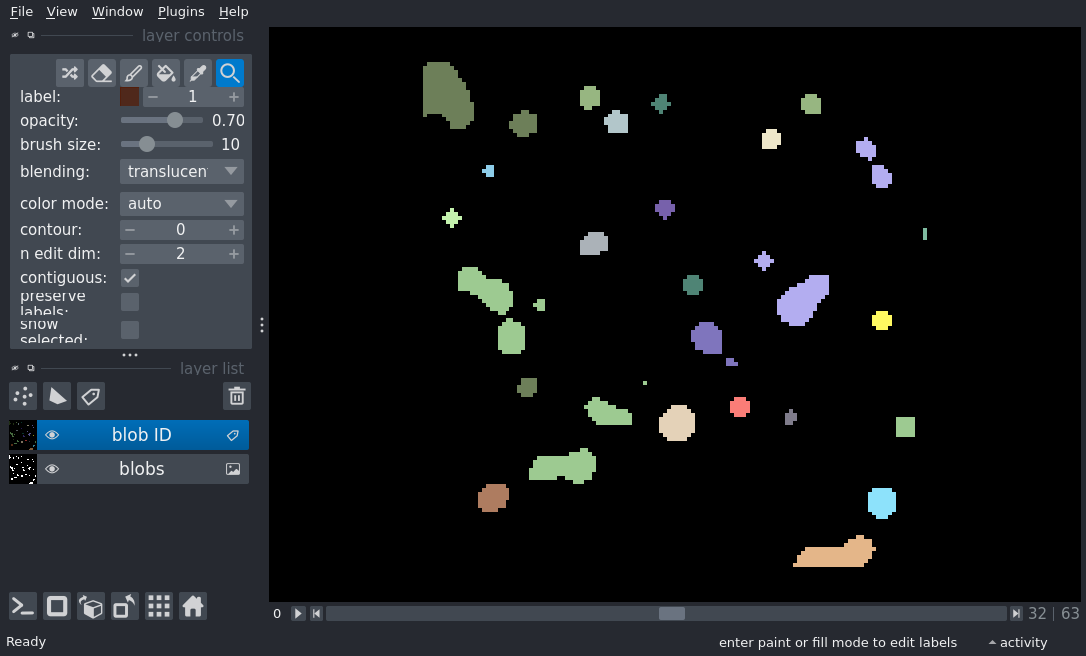 File View Window Plugins Help
layer controls
label: 1
opacity: 0.70
brush size: 10
blending: translucen
color mode: auto
contour: 0
n edit dim: 2
contiguous:
preserve
labels:
show
selected:
layer list
blob ID
blobs
0 32 | 63
Ready enter paint or fill mode to edit labels activity